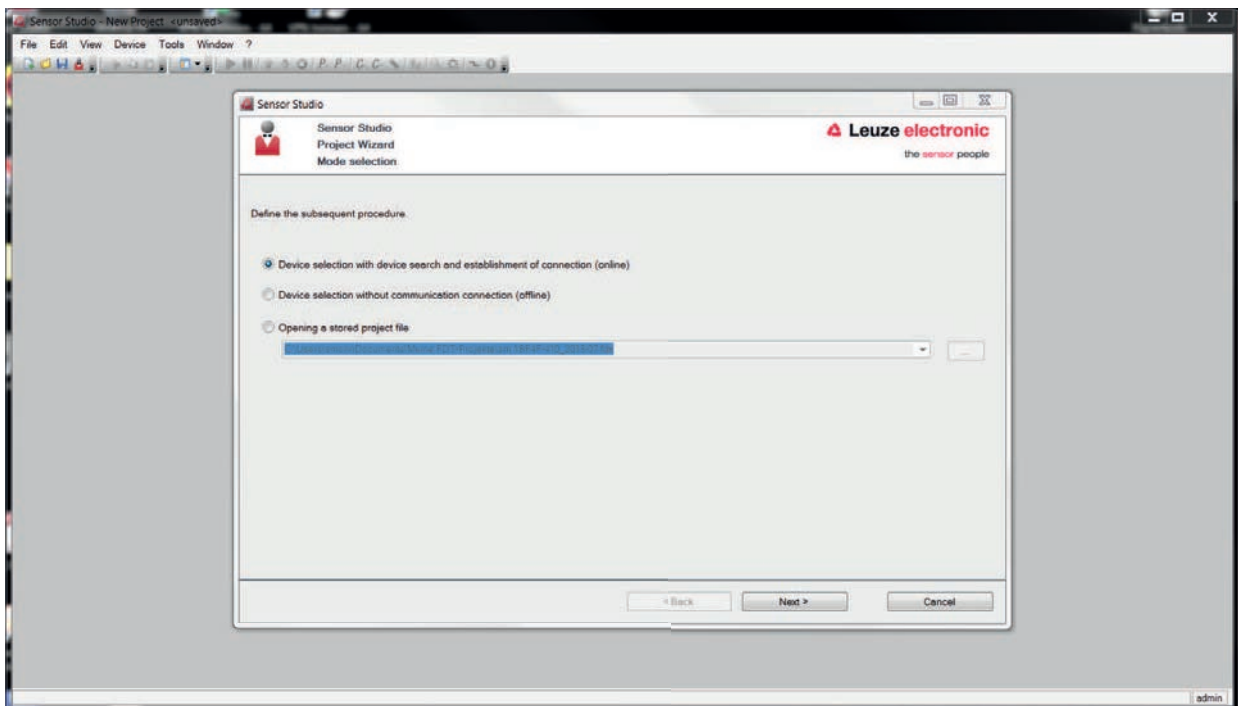 Sensor Studio - New Project <unsaved>
File Edit View Device Tools Window ?
Sensor Studio
Sensor Studio
Project Wizard
Mode selection
Leuze electronic
the sensor people
Define the subsequent procedure.
Device selection with device search and establishment of connection (online)
Device selection without communication connection (offline)
Opening a stored project file
...
< Back
Next >
Cancel
admin